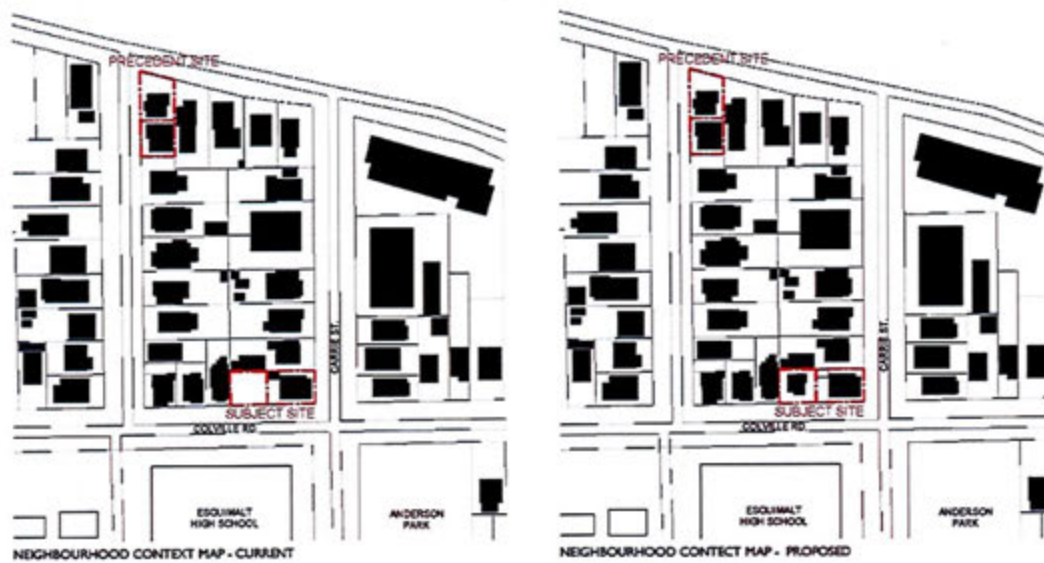 PRECEDENT SITE
CARRIE ST.
SUBJECT SITE
COLVILLE RD
ESQUIMALT
HIGH SCHOOL
ANDERSON
PARK
NEIGHBOURHOOD CONTEXT MAP - CURRENT
PRECEDENT SITE
CARRIE ST.
SUBJECT SITE
COLVILLE RD
ESQUIMALT
HIGH SCHOOL
ANDERSON
PARK
NEIGHBOURHOOD CONTECT MAP - PROPOSED